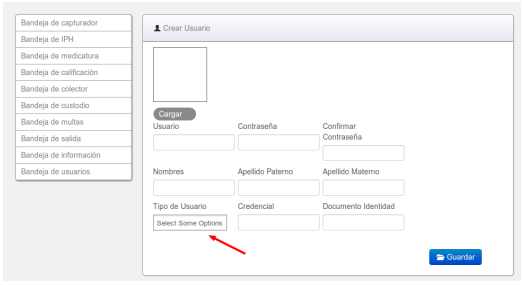 Bandeja de capturador
Bandeja de IPH
Bandeja de medicatura
Bandeja de calificación
Bandeja de colector
Bandeja de custodio
Bandeja de multas
Bandeja de salida
Bandeja de información
Bandeja de usuarios
Crear Usuario
Cargar
Usuario Contraseña Confirmar
Contraseña
Nombres Apellido Paterno Apellido Materno
Tipo de Usuario Credencial Documento Identidad
Select Some Options
Guardar